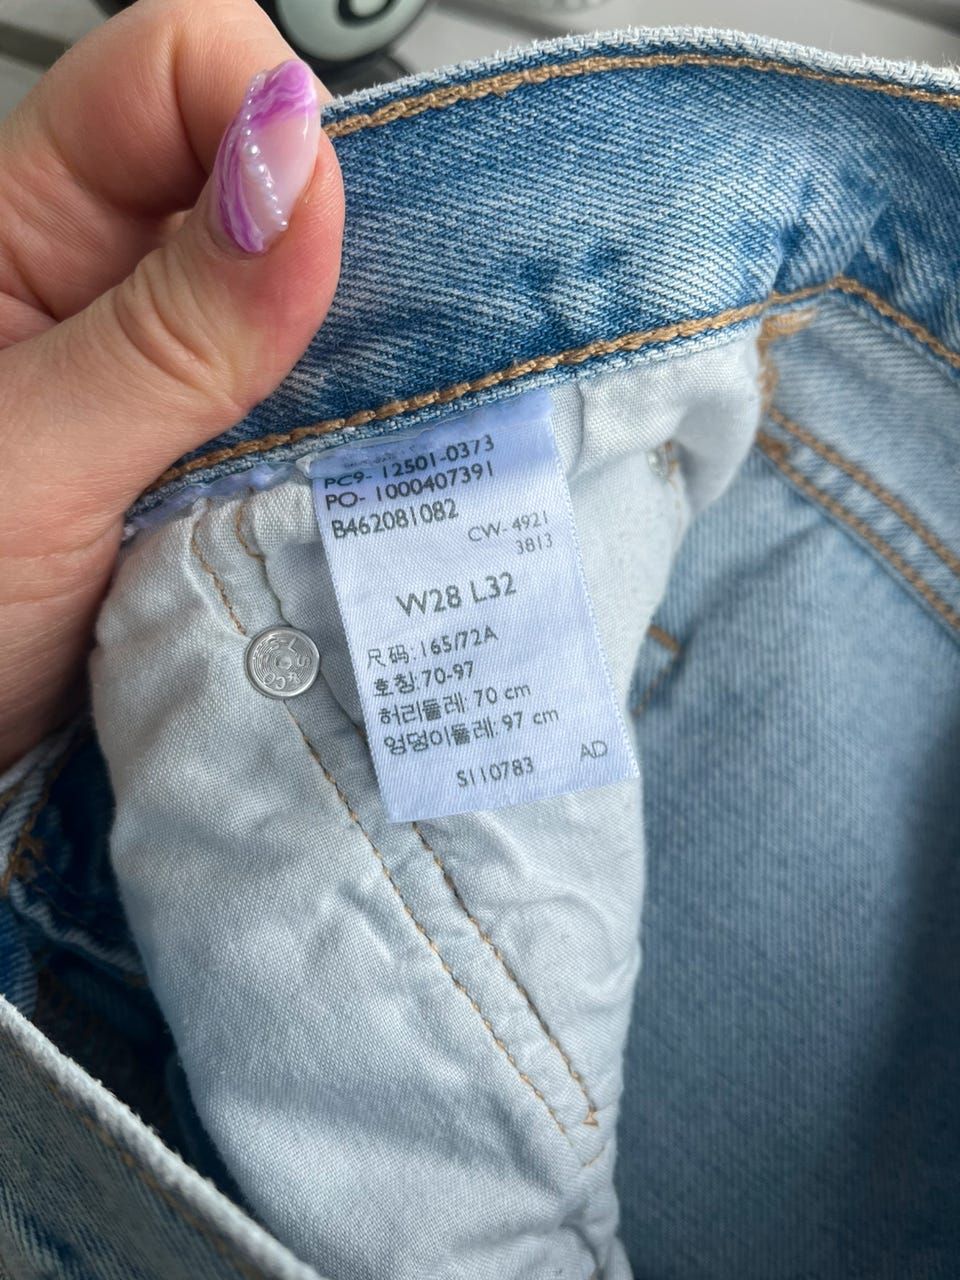 PC9- 12501-0373
PO- 1000407391
B462081082
CW- 4921
3813
W28 L32
尺码: 165/72A
호칭: 70-97
허리둘레: 70 cm
엉덩이둘레: 97 cm
S110783 AD